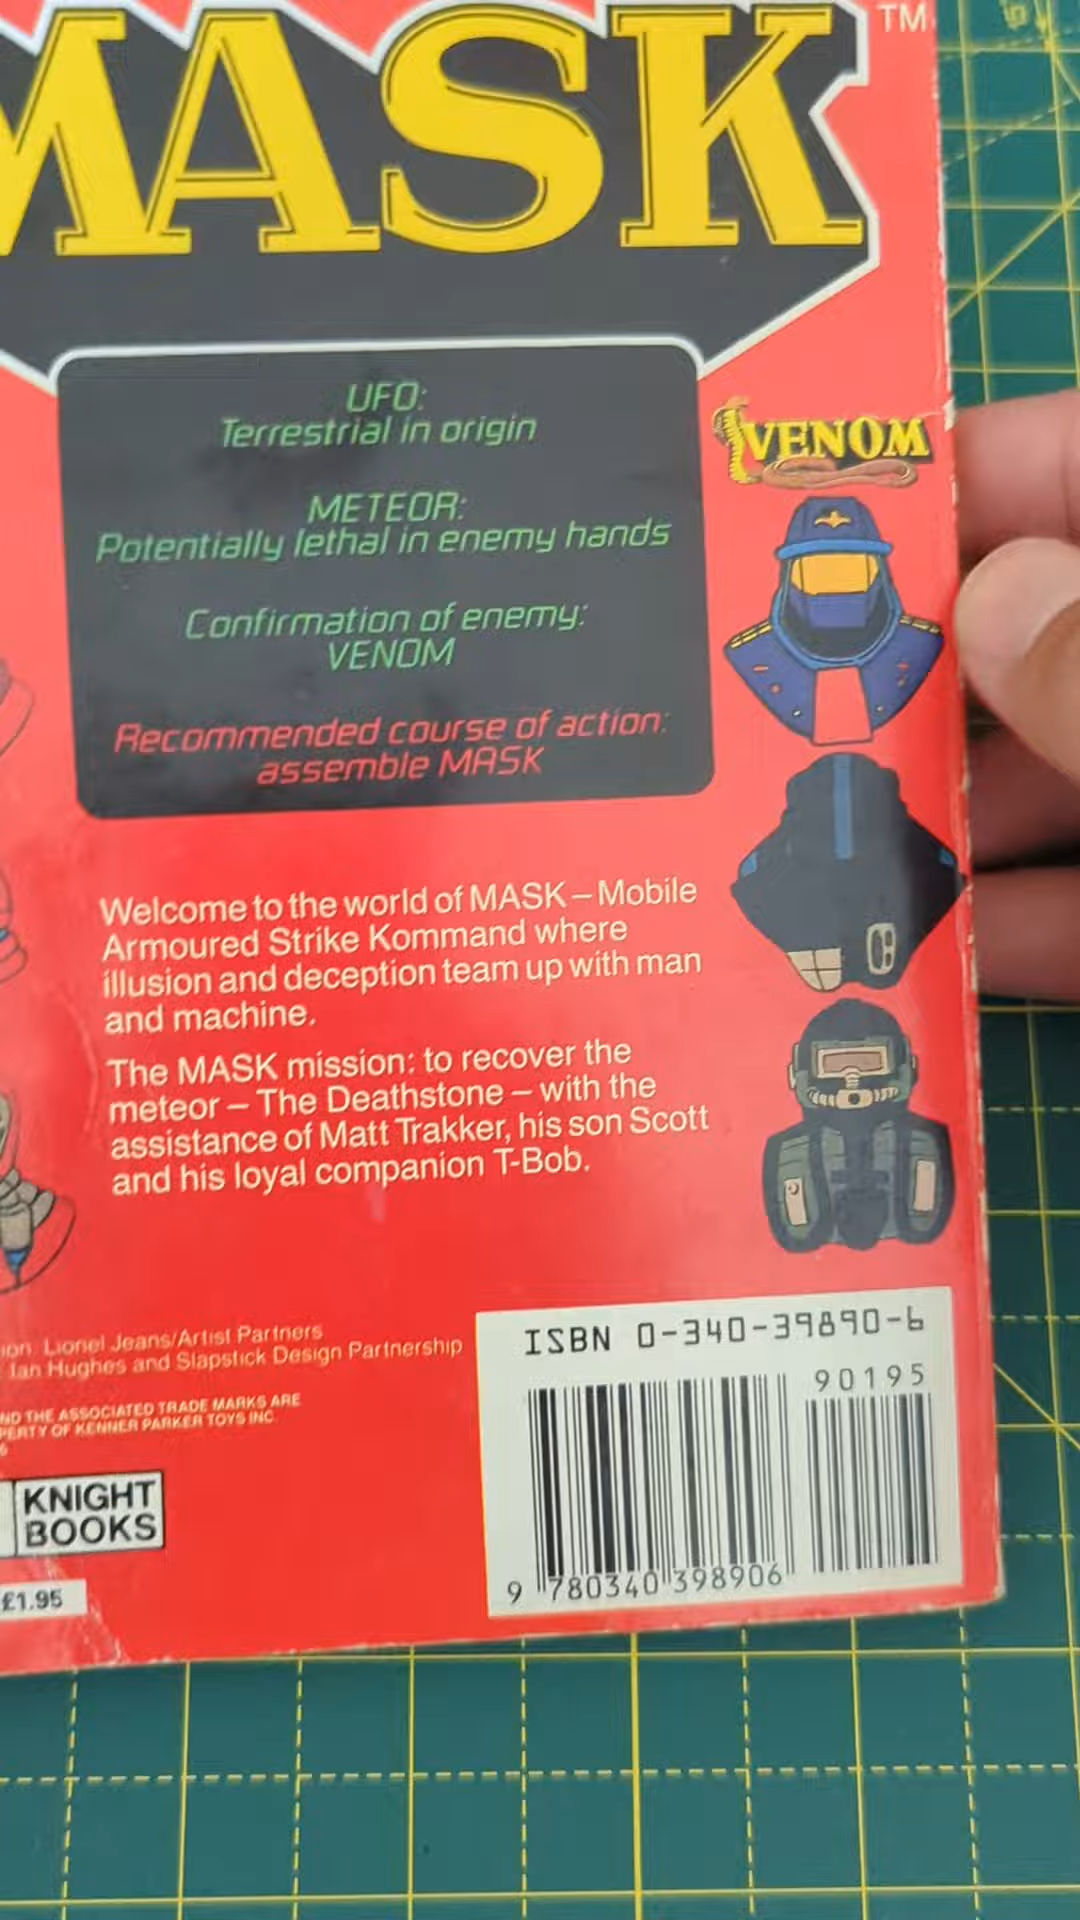 MASK TM
UFO:
Terrestrial in origin
METEOR:
Potentially lethal in enemy hands
Confirmation of enemy:
VENOM
Recommended course of action:
assemble MASK
VENOM
Welcome to the world of MASK – Mobile
Armoured Strike Kommand where
illusion and deception team up with man
and machine.
The MASK mission: to recover the
meteor – The Deathstone – with the
assistance of Matt Trakker, his son Scott
and his loyal companion T-Bob.
Lionel Jeans/Artist Partners
Ian Hughes and Slapstick Design Partnership
THE ASSOCIATED TRADE MARKS ARE
OF KENNER PARKER TOYS INC
KNIGHT
BOOKS
£1.95
ISBN 0-340-39890-6
90195
9 780340 398906